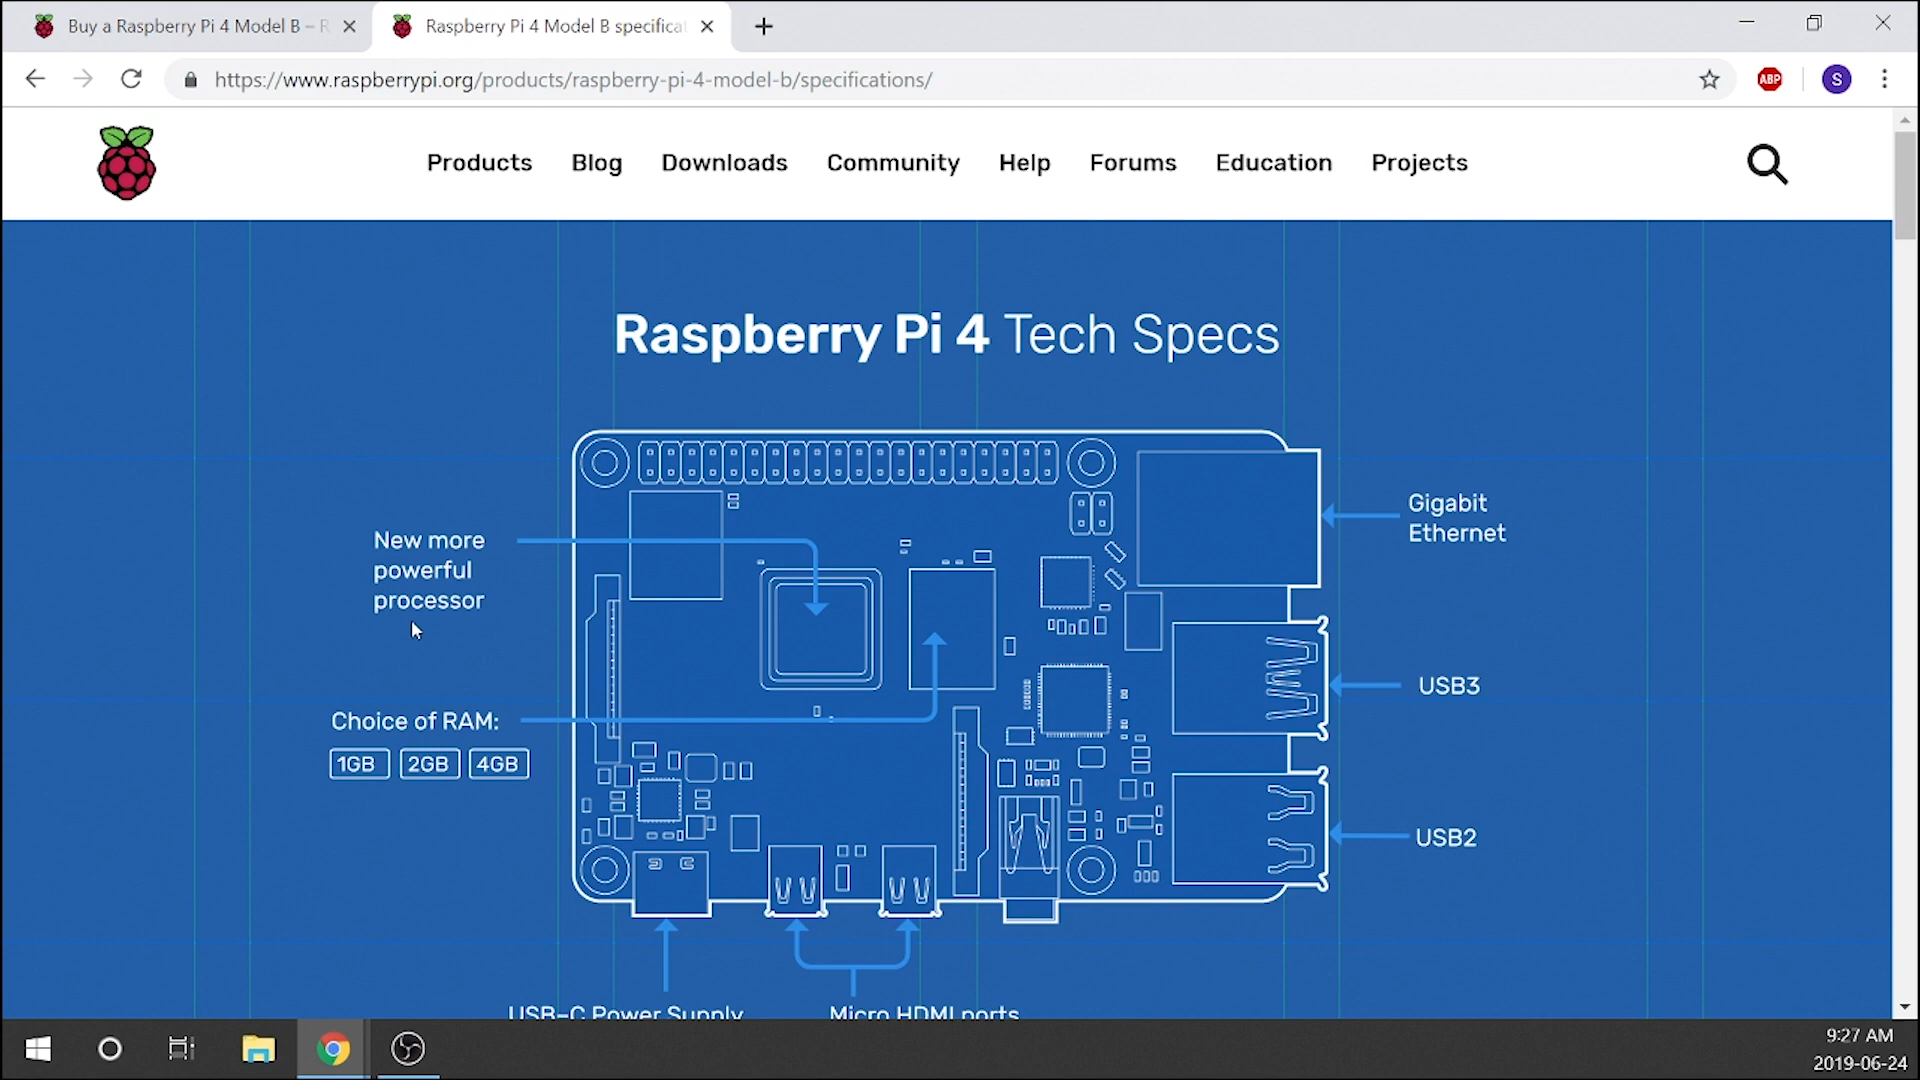 Buy a Raspberry Pi 4 Model B – R
Raspberry Pi 4 Model B specificat
https://www.raspberrypi.org/products/raspberry-pi-4-model-b/specifications/
ABP
S
Products Blog Downloads Community Help Forums Education Projects
Raspberry Pi 4 Tech Specs
New more
powerful
processor
Gigabit
Ethernet
USB3
Choice of RAM:
1GB 2GB 4GB
USB2
USB-C Power Supply
Micro HDMI ports
9:27 AM
2019-06-24